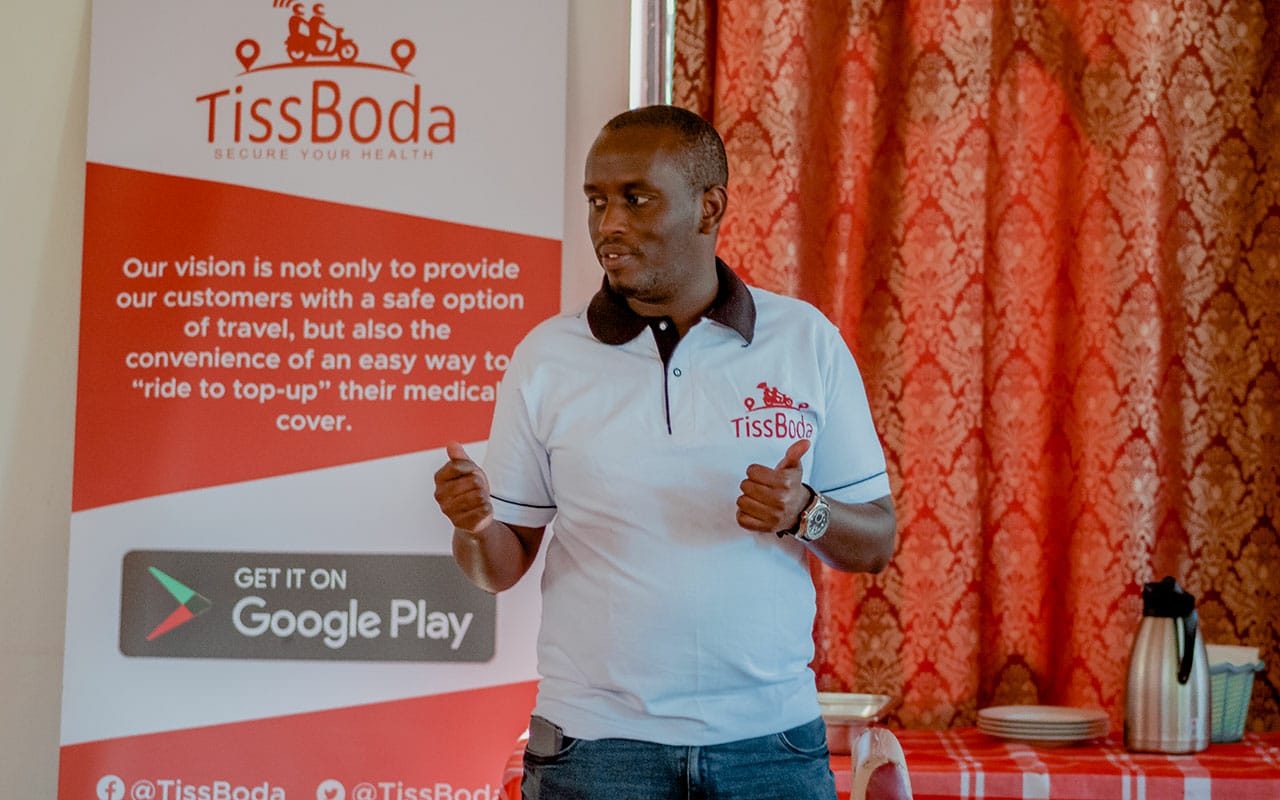 TissBoda
SECURE YOUR HEALTH
Our vision is not only to provide
our customers with a safe option
of travel, but also the
convenience of an easy way to
“ride to top-up” their medical
cover.
GET IT ON
Google Play
@TissBoda
@TissBoda
TissBoda